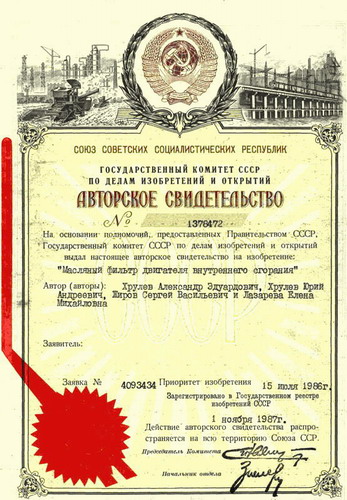 СОЮЗ СОВЕТСКИХ СОЦИАЛИСТИЧЕСКИХ РЕСПУБЛИК
ГОСУДАРСТВЕННЫЙ КОМИТЕТ СССР
ПО ДЕЛАМ ИЗОБРЕТЕНИЙ И ОТКРЫТИЙ
АВТОРСКОЕ СВИДЕТЕЛЬСТВО
№ 1376472
На основании полномочий, предоставленных Правительством СССР,
Государственный комитет СССР по делам изобретений и открытий
выдал настоящее авторское свидетельство на изобретение:
"Масляный фильтр двигателя внутреннего сгорания"
Автор (авторы): Хрулев Александр Эдуардович, Хрулев Юрий
Андреевич, Жиров Сергей Васильевич и Лазарева Елена
Михайловна
Заявитель:
Заявка № 4093434 Приоритет изобретения 15 июля 1986г.
Зарегистрировано в Государственном реестре
изобретений СССР
1 ноября 1987г.
Действие авторского свидетельства распро-
страняется на всю территорию Союза ССР.
Председатель Комитета
Начальник отдела
СССР